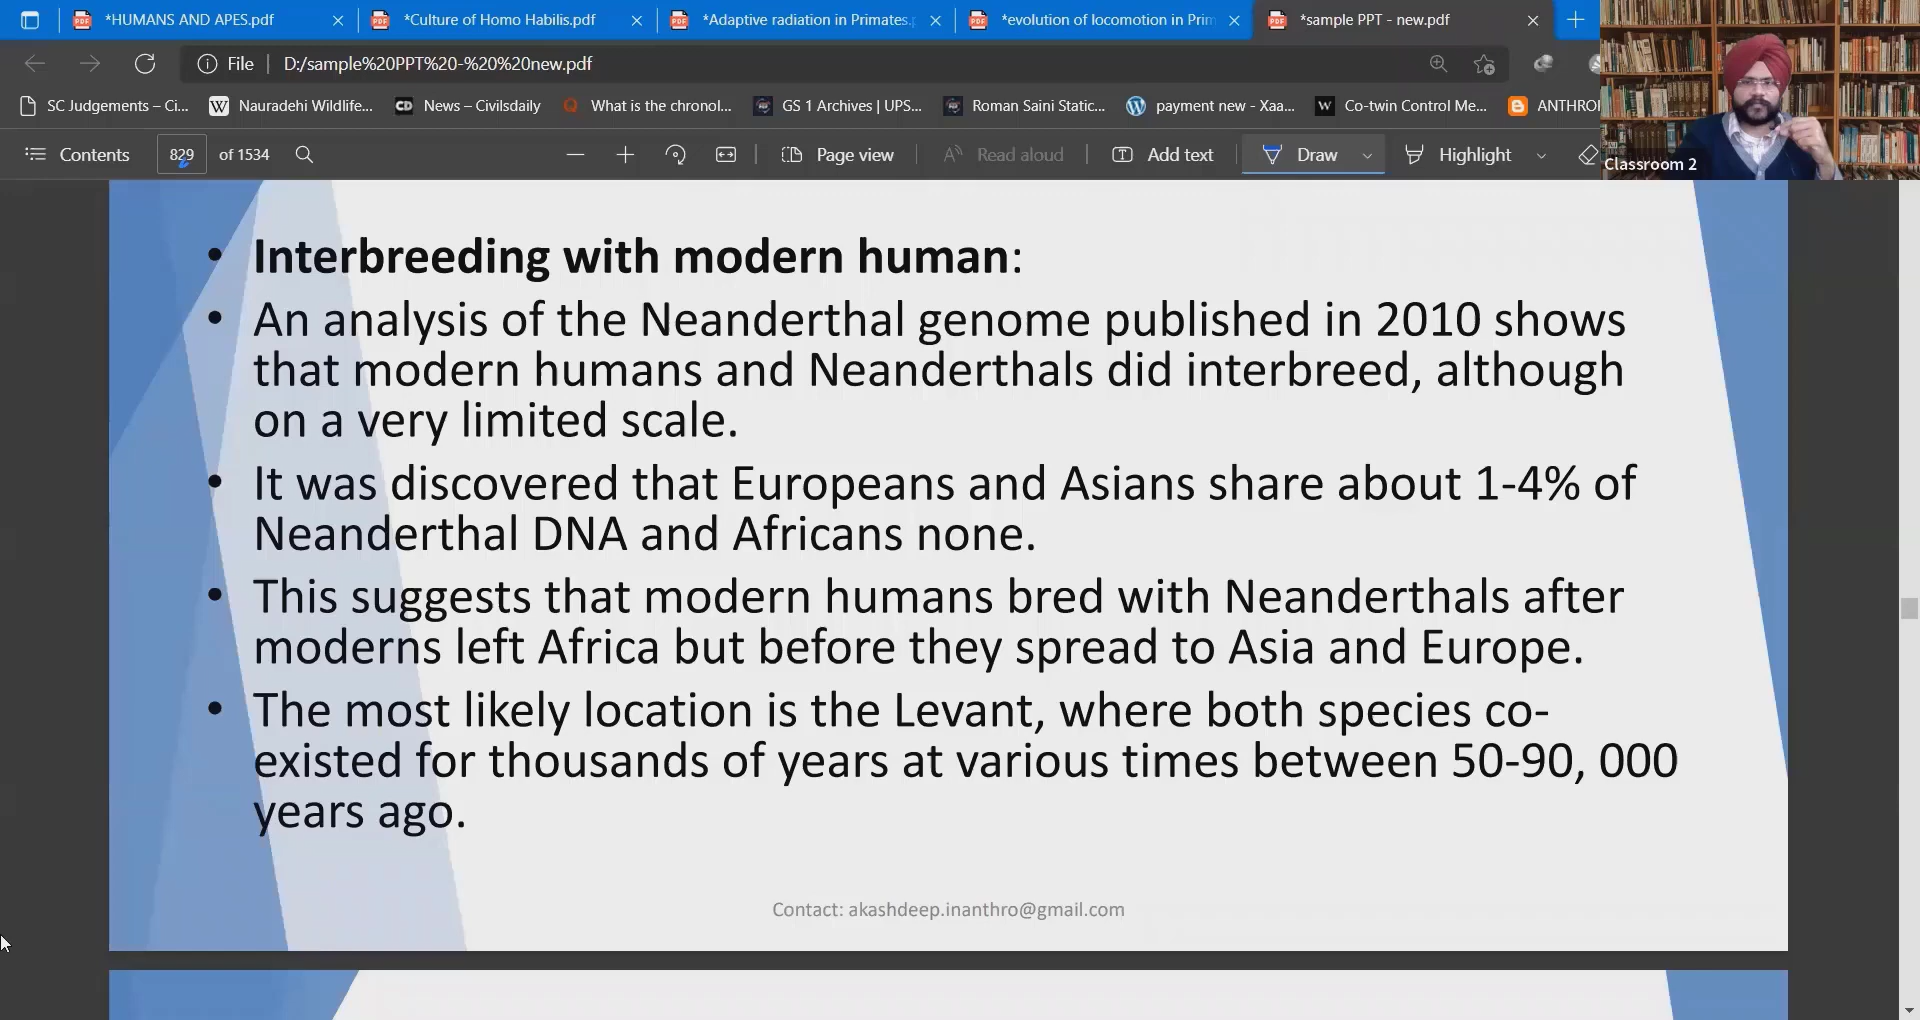 *HUMANS AND APES.pdf
*Culture of Homo Habilis.pdf
*Adaptive radiation in Primates.
*evolution of locomotion in Prim
*sample PPT - new.pdf
File
D:/sample%20PPT%20-%20%20new.pdf
SC Judgements – Ci...
Nauradehi Wildlife...
News – Civilsdaily
What is the chronol...
GS 1 Archives | UPS...
Roman Saini Static...
payment new - Xaa...
Co-twin Control Me...
ANTHRO
Contents
829
of 1534
Page view
Read aloud
Add text
Draw
Highlight
Classroom 2
• Interbreeding with modern human:
• An analysis of the Neanderthal genome published in 2010 shows
that modern humans and Neanderthals did interbreed, although
on a very limited scale.
• It was discovered that Europeans and Asians share about 1-4% of
Neanderthal DNA and Africans none.
• This suggests that modern humans bred with Neanderthals after
moderns left Africa but before they spread to Asia and Europe.
• The most likely location is the Levant, where both species co-
existed for thousands of years at various times between 50-90, 000
years ago.
Contact: akashdeep.inanthro@gmail.com